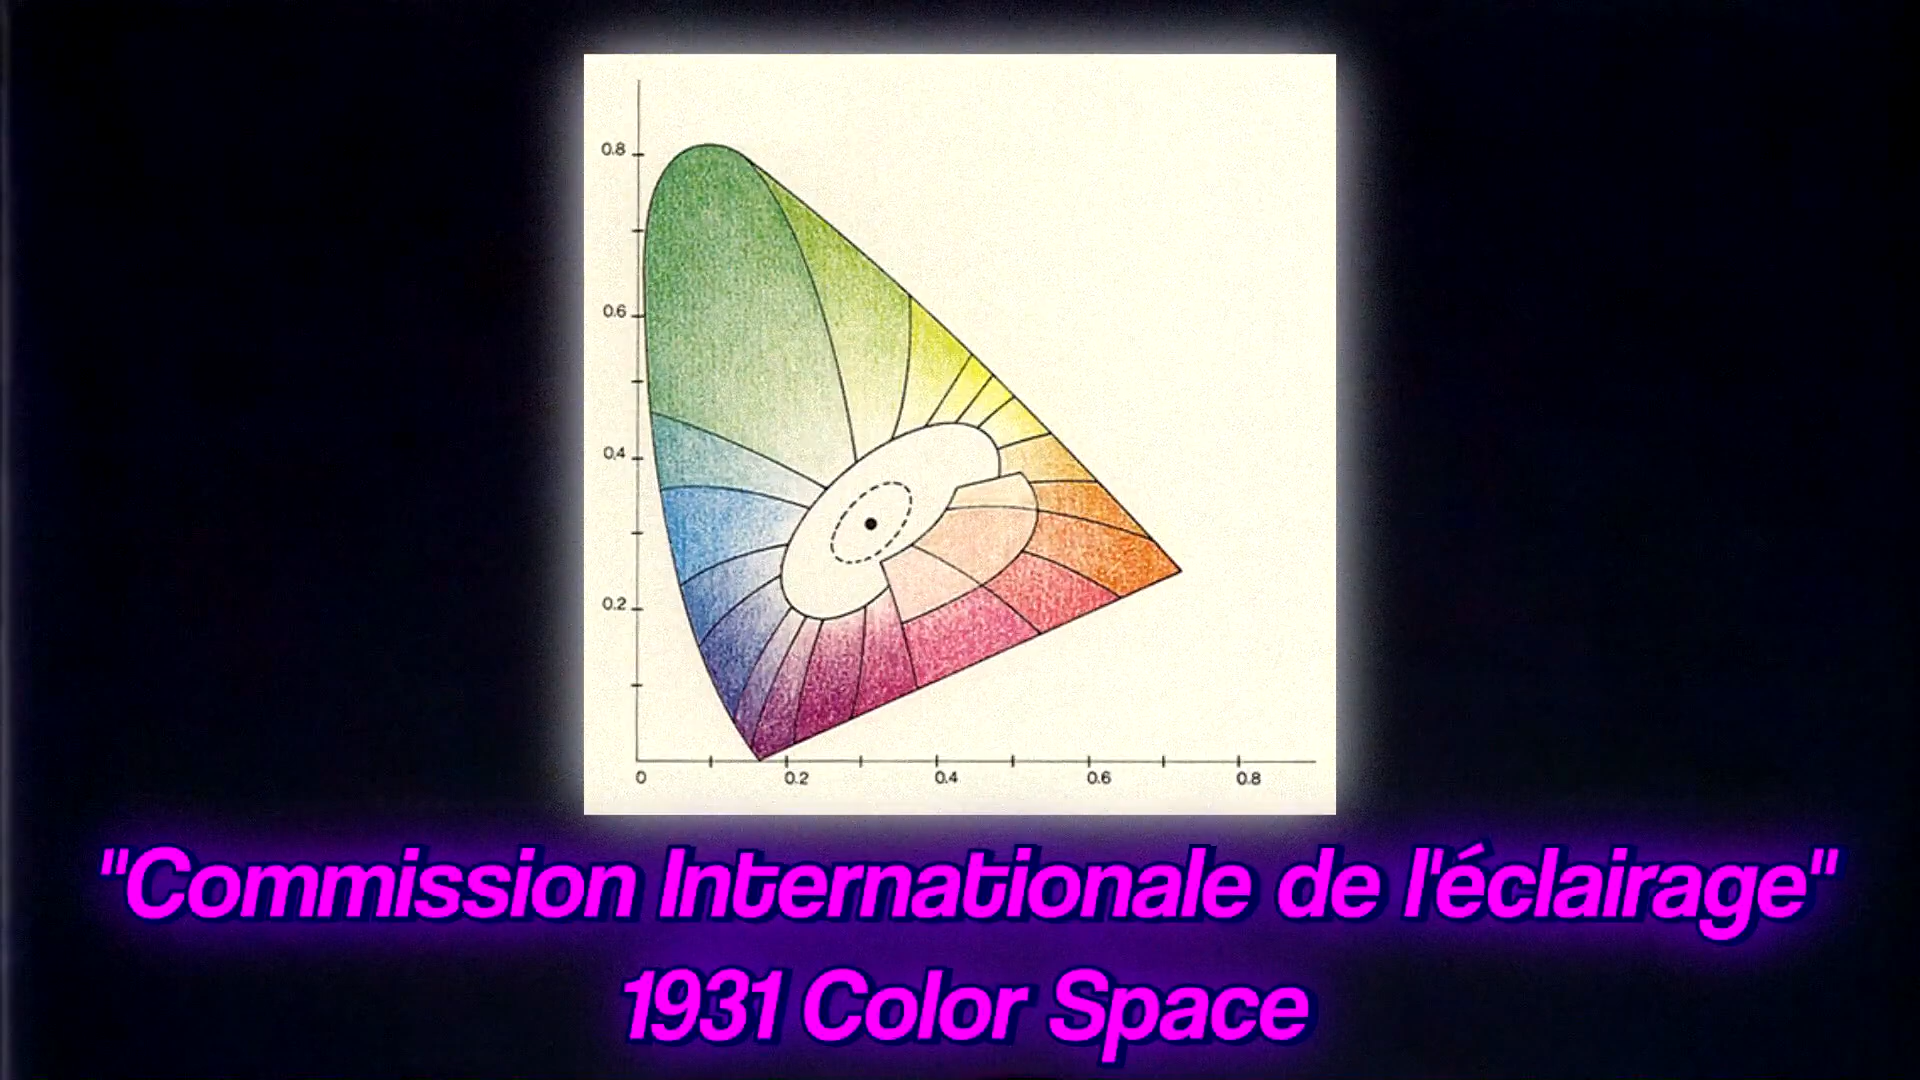 0.8
0.6
0.4
0.2
0 0.2 0.4 0.6 0.8
"Commission Internationale de l'éclairage"
1931 Color Space